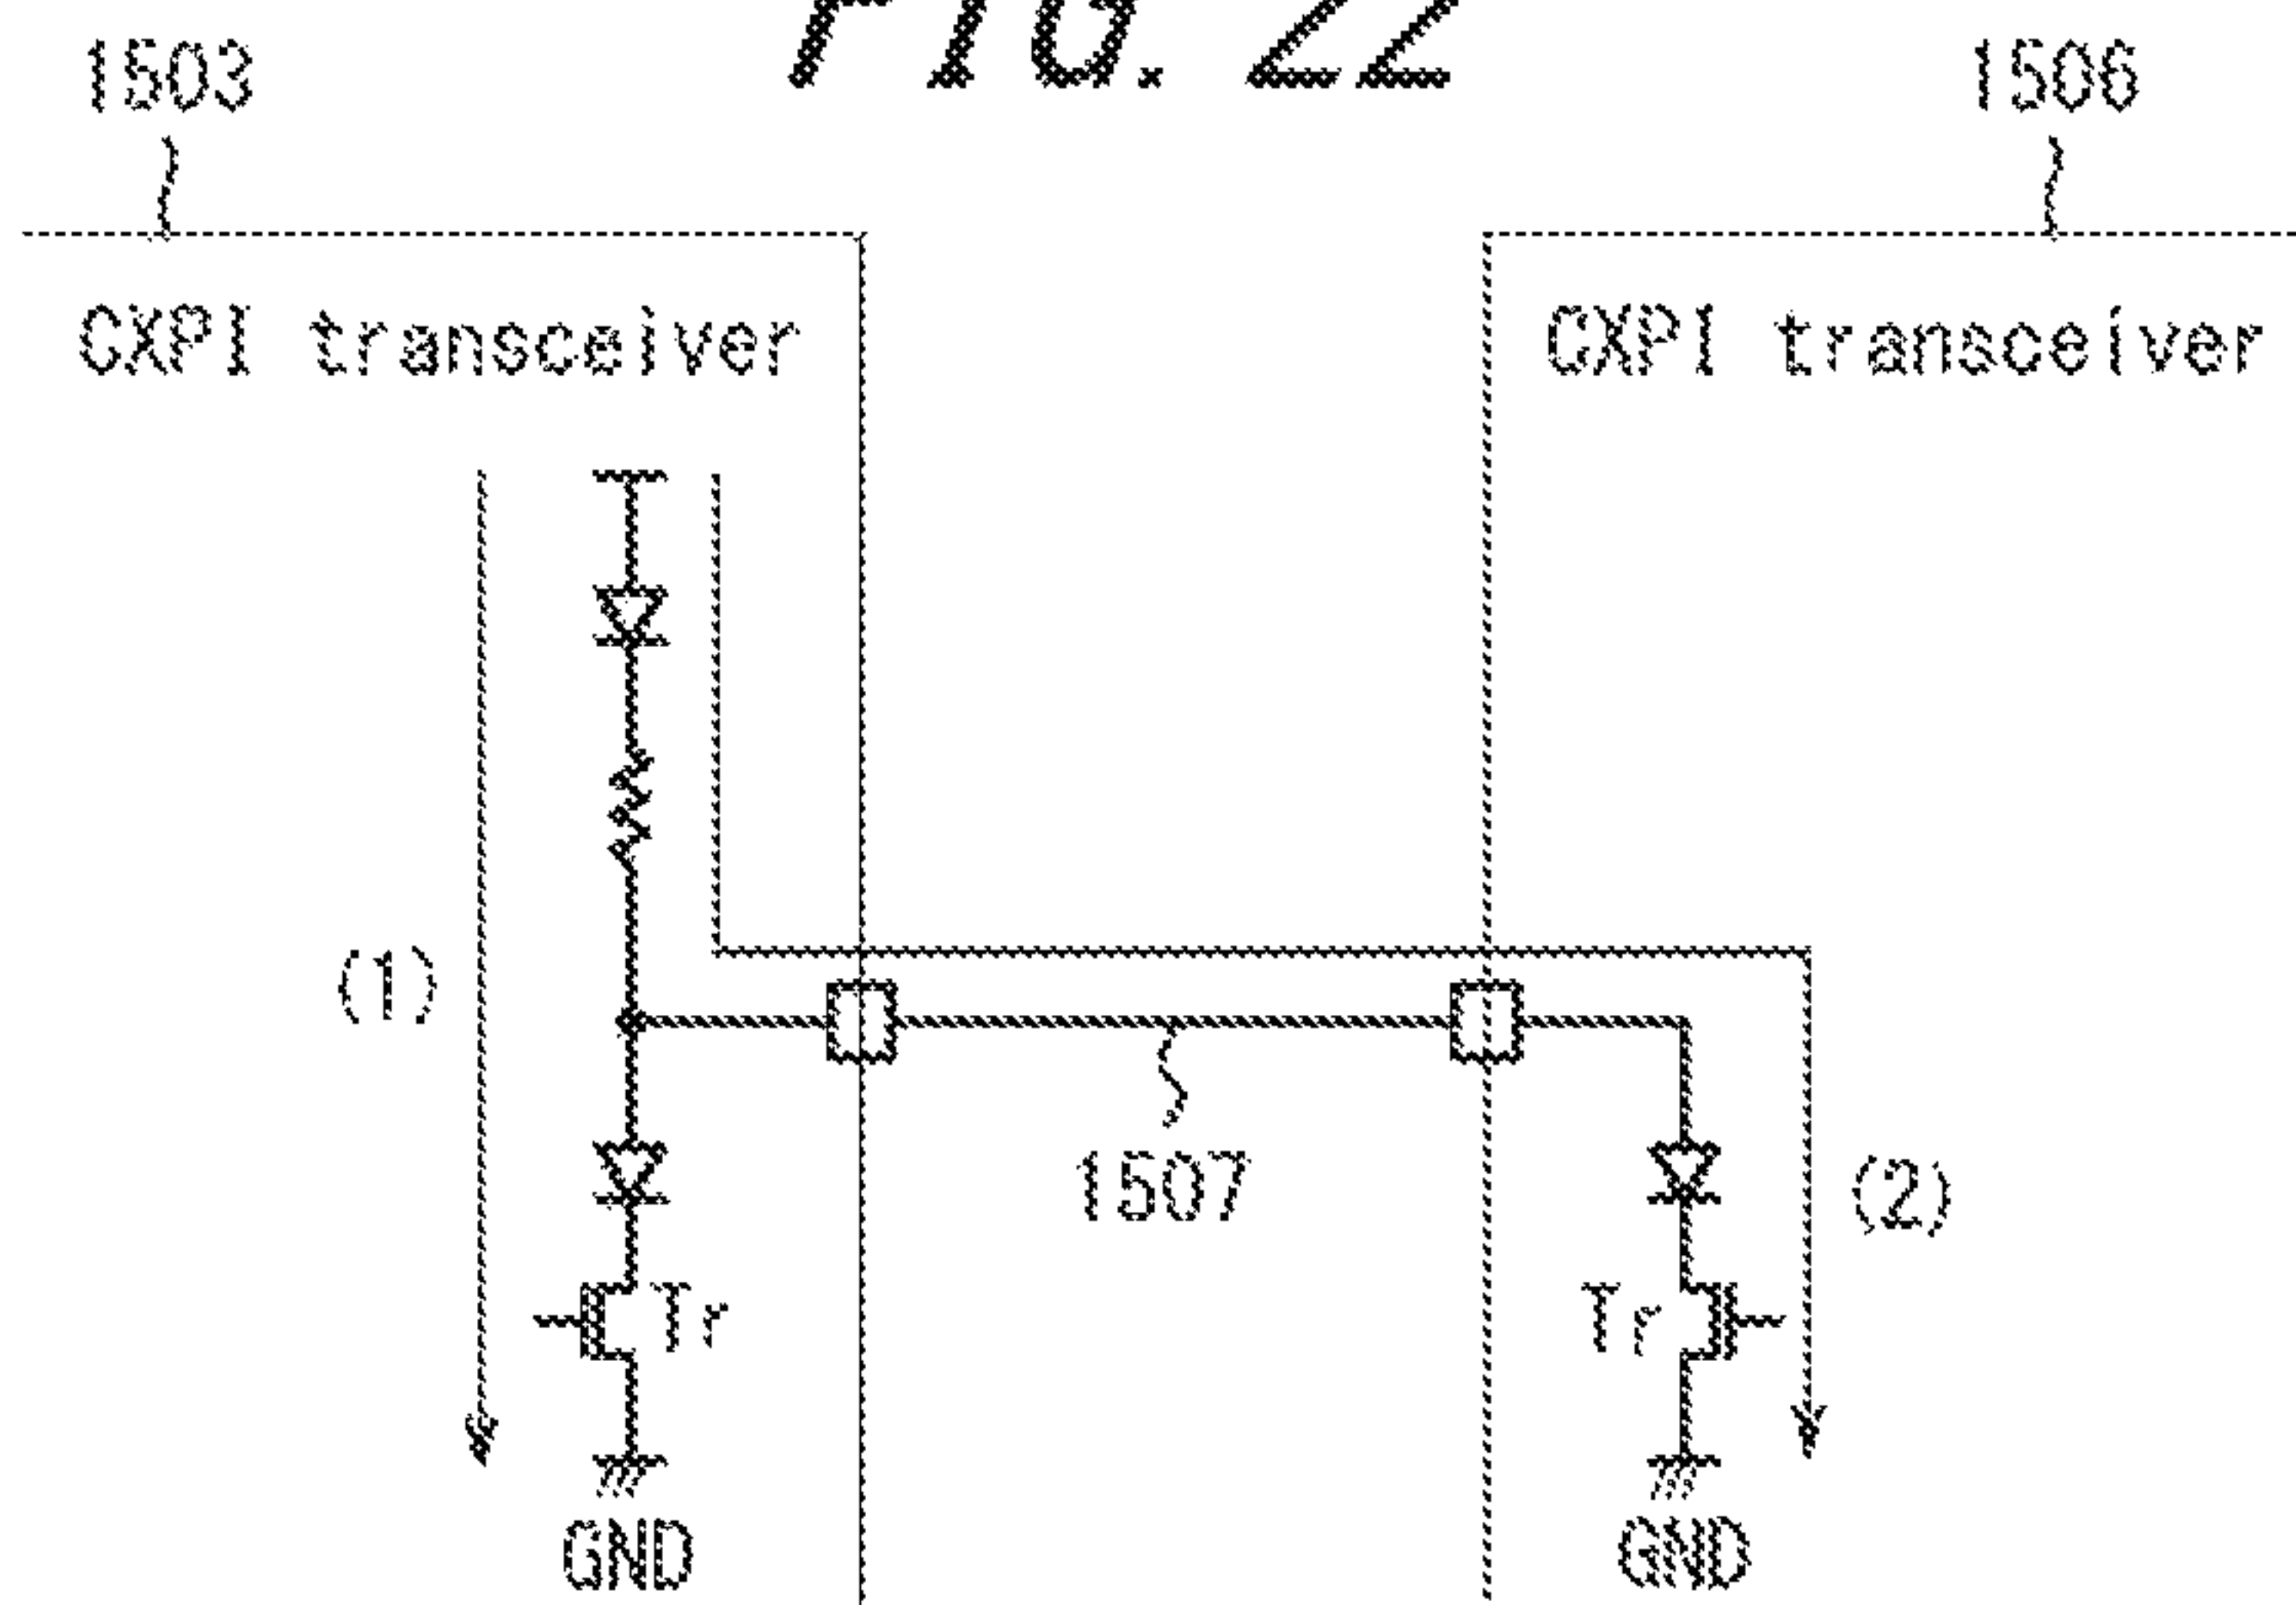 FIG. 22
1503
1506
CXPI transceiver
CXPI transceiver
(1)
1507
(2)
Tr
Tr
GND
GND